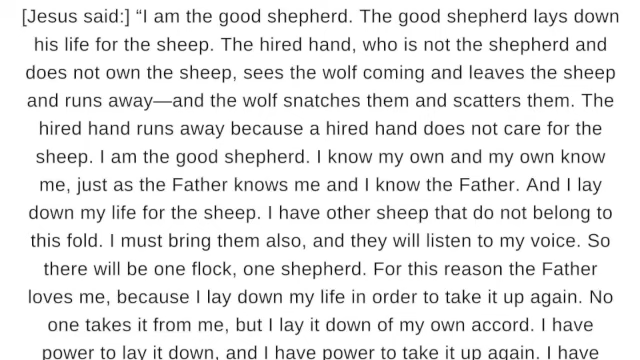 [Jesus said:] “I am the good shepherd. The good shepherd lays down
his life for the sheep. The hired hand, who is not the shepherd and
does not own the sheep, sees the wolf coming and leaves the sheep
and runs away—and the wolf snatches them and scatters them. The
hired hand runs away because a hired hand does not care for the
sheep. I am the good shepherd. I know my own and my own know
me, just as the Father knows me and I know the Father. And I lay
down my life for the sheep. I have other sheep that do not belong to
this fold. I must bring them also, and they will listen to my voice. So
there will be one flock, one shepherd. For this reason the Father
loves me, because I lay down my life in order to take it up again. No
one takes it from me, but I lay it down of my own accord. I have
power to lay it down, and I have power to take it up again. I have